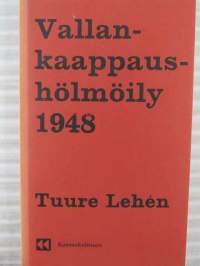 Vallan-
kaappaus-
hölmöily
1948
Tuure Lehén
Kansankulttuuri